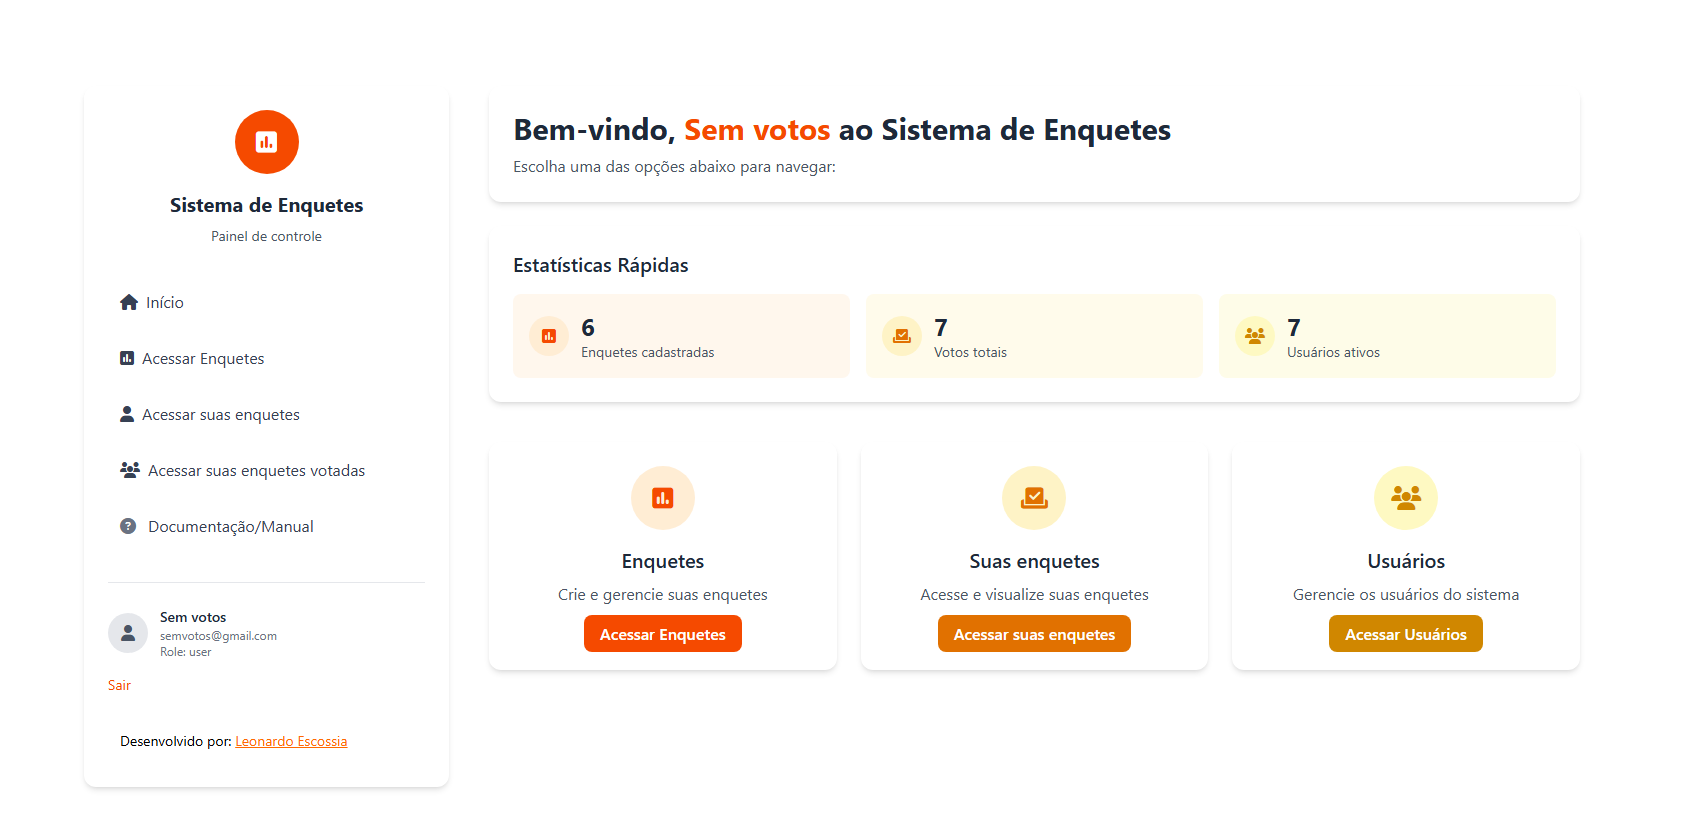 Sistema de Enquetes
Painel de controle
Início
Acessar Enquetes
Acessar suas enquetes
Acessar suas enquetes votadas
Documentação/Manual
Sem votos
semvotos@gmail.com
Role: user
Sair
Desenvolvido por: Leonardo Escossia
Bem-vindo, Sem votos ao Sistema de Enquetes
Escolha uma das opções abaixo para navegar:
Estatísticas Rápidas
6
Enquetes cadastradas
7
Votos totais
7
Usuários ativos
Enquetes
Crie e gerencie suas enquetes
Acessar Enquetes
Suas enquetes
Acesse e visualize suas enquetes
Acessar suas enquetes
Usuários
Gerencie os usuários do sistema
Acessar Usuários